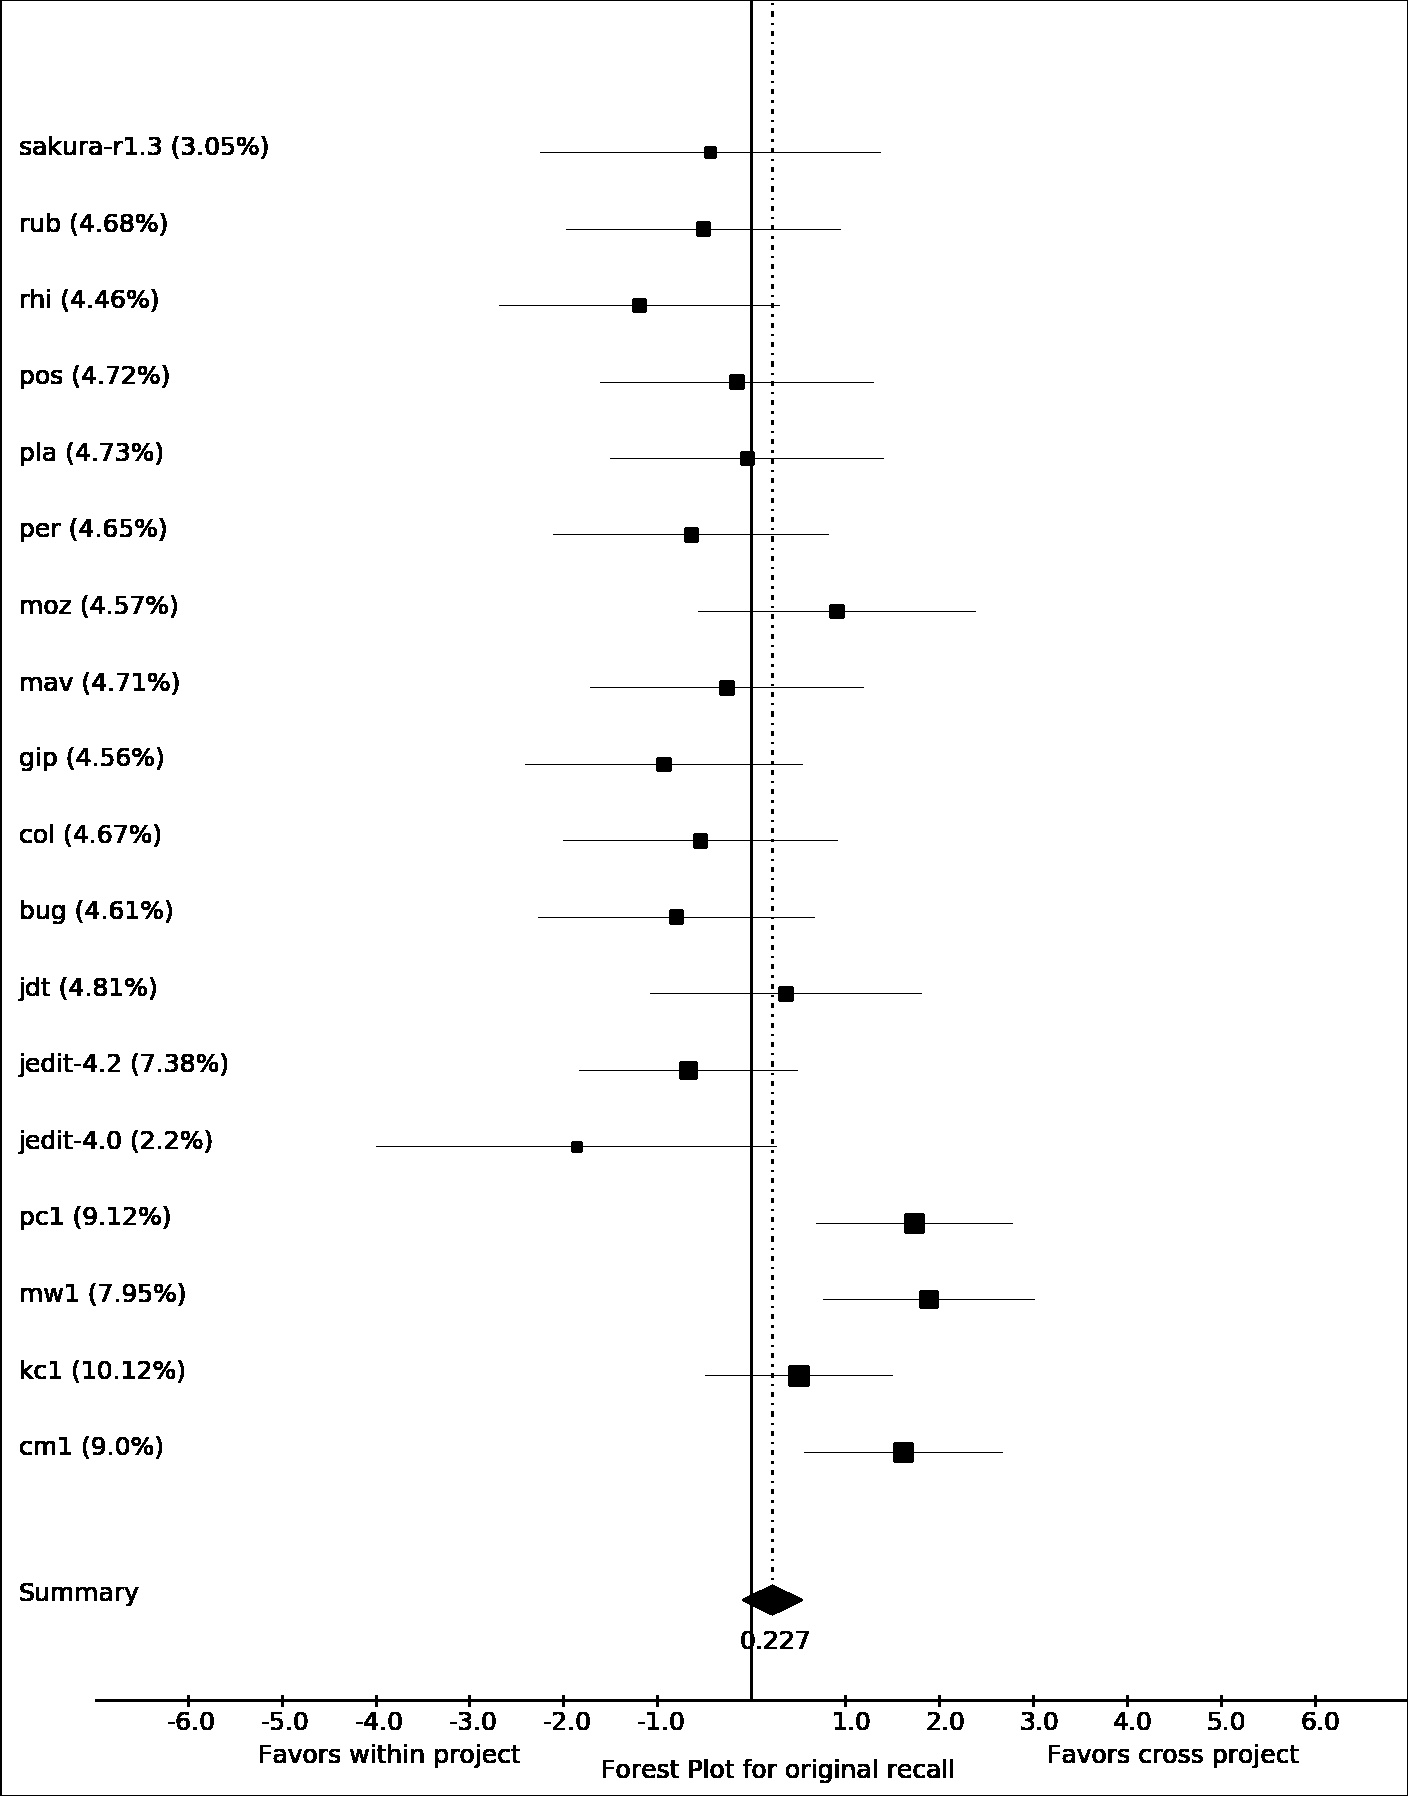 sakura-r1.3 (3.05%)
rub (4.68%)
rhi (4.46%)
pos (4.72%)
pla (4.73%)
per (4.65%)
moz (4.57%)
mav (4.71%)
gip (4.56%)
col (4.67%)
bug (4.61%)
jdt (4.81%)
jedit-4.2 (7.38%)
jedit-4.0 (2.2%)
pc1 (9.12%)
mw1 (7.95%)
kc1 (10.12%)
cm1 (9.0%)
Summary
0.227
-6.0 -5.0 -4.0 -3.0 -2.0 -1.0 1.0 2.0 3.0 4.0 5.0 6.0
Favors within project Favors cross project
Forest Plot for original recall